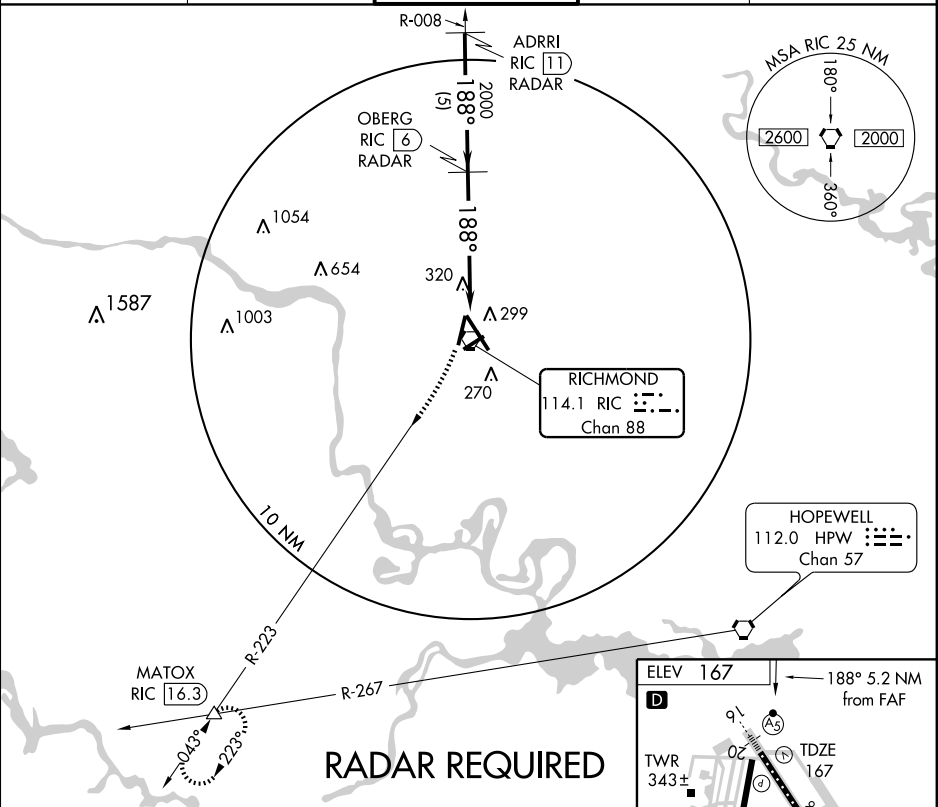 R-008
ADRRI
RIC 11
RADAR
2000
188°
(5)
OBERG
RIC 6
RADAR
188°
MSA RIC 25 NM
180°
2600
2000
360°
1054
654
1587
1003
320
299
270
RICHMOND
114.1 RIC
Chan 88
10 NM
HOPEWELL
112.0 HPW
Chan 57
R-223
R-267
MATOX
RIC 16.3
043°
223°
RADAR REQUIRED
ELEV 167
D
188° 5.2 NM
from FAF
16
20
A5
TDZE
167
TWR
343±
P